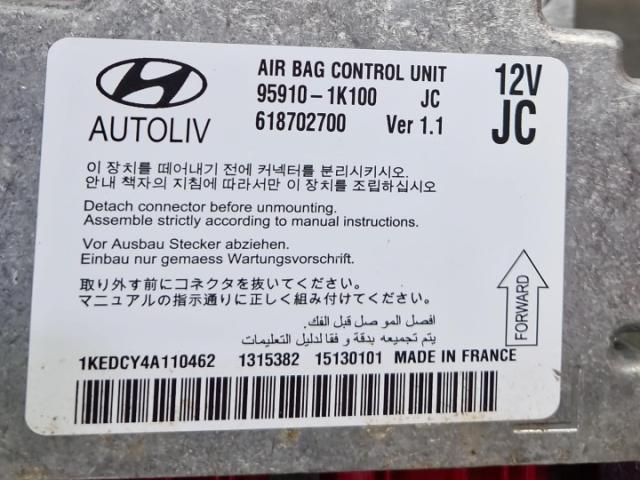 AIR BAG CONTROL UNIT
95910-1K100 JC
618702700 Ver 1.1
12V
JC
AUTOLIV
이 장치를 떼어내기 전에 커넥터를 분리시키시오.
안내 책자의 지침에 따라서만 이 장치를 조립하십시오
Detach connector before unmounting.
Assemble strictly according to manual instructions.
Vor Ausbau Stecker abziehen.
Einbau nur gemaess Wartungsvorschrift.
取り外す前にコネクタを抜いてください。
マニュアルの指示通りに正しく組み付けてください。
افصل الموصل قبل الفك.
يتم تجميعه بدقة وفقا لدليل التعليمات
FORWARD
1KEDCY4A110462 1315382 15130101 MADE IN FRANCE